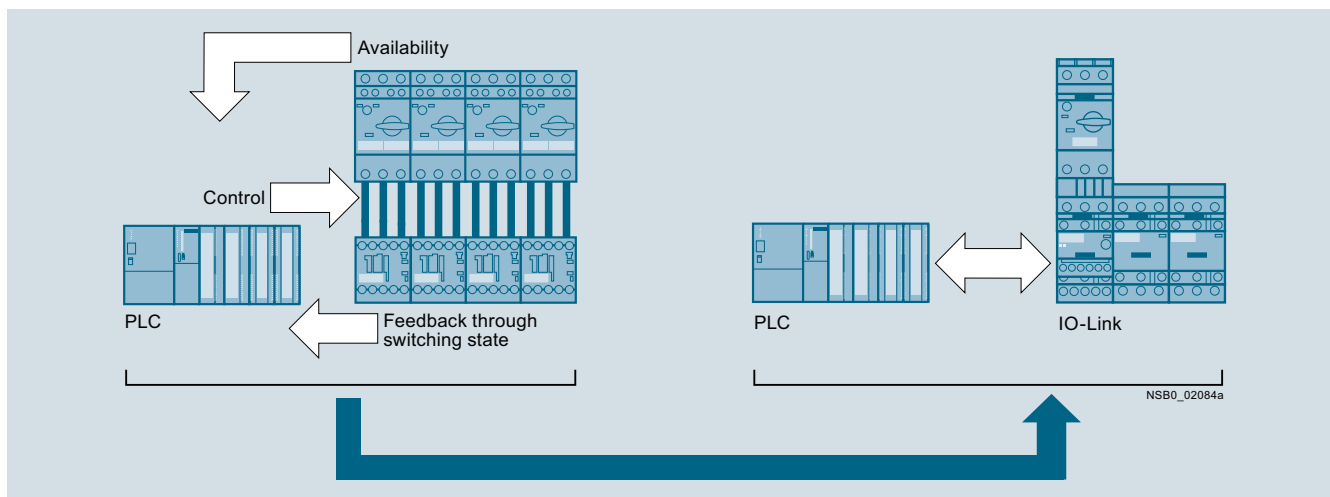 Availability
Control
PLC
Feedback through
switching state
PLC
IO-Link
NSB0_02084a